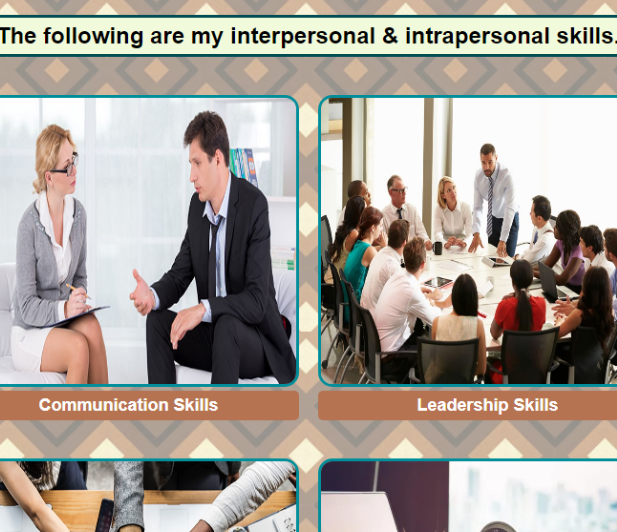 The following are my interpersonal & intrapersonal skills.
Communication Skills
Leadership Skills